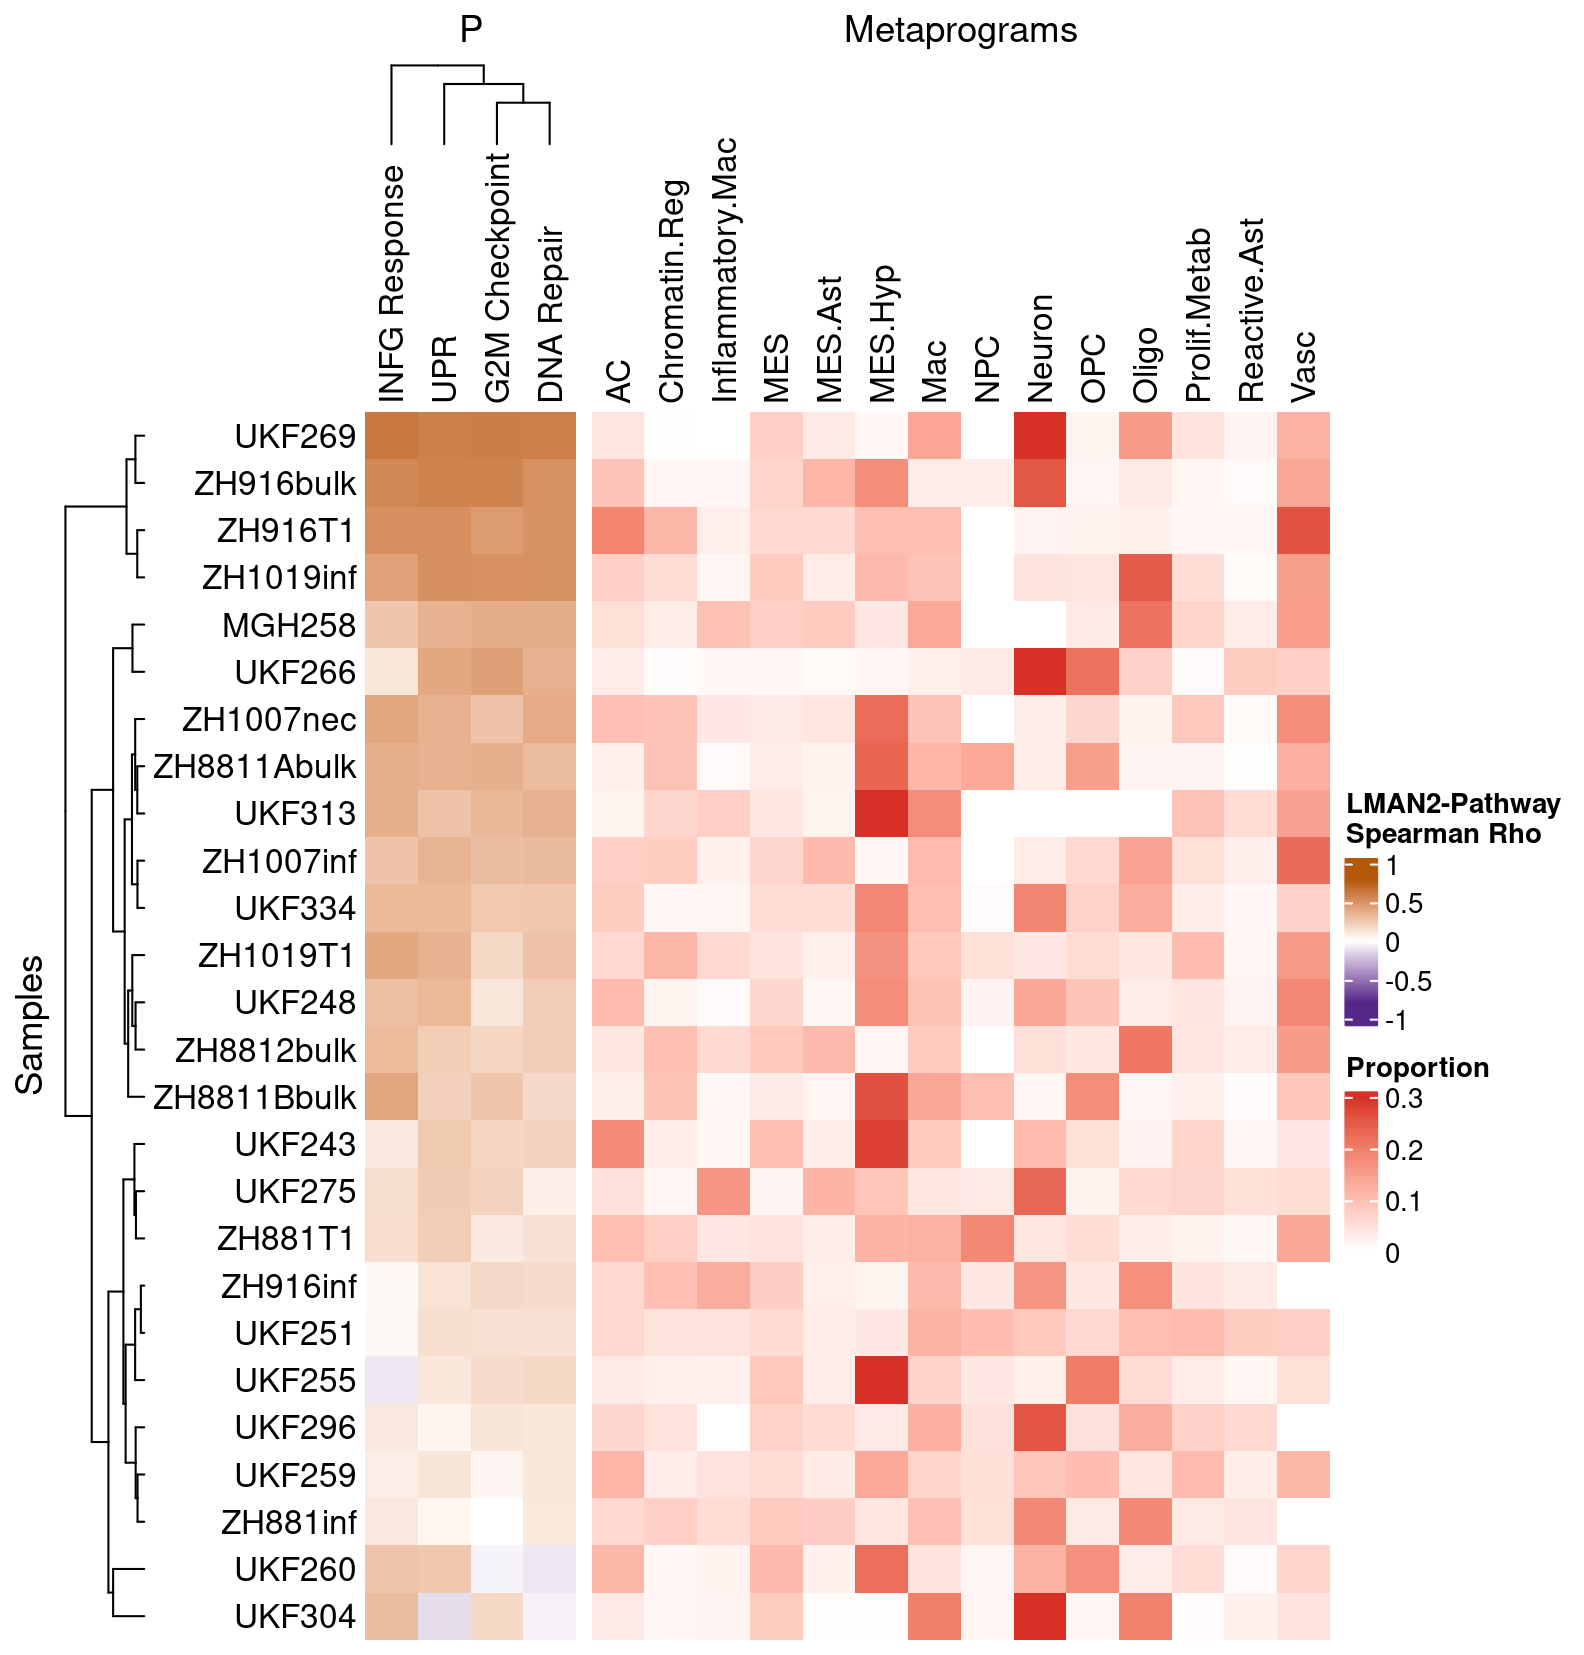 P
Metaprograms
INFG Response
UPR
G2M Checkpoint
DNA Repair
AC
Chromatin.Reg
Inflammatory.Mac
MES
MES.Ast
MES.Hyp
Mac
NPC
Neuron
OPC
Oligo
Prolif.Metab
Reactive.Ast
Vasc
Samples
UKF269
ZH916bulk
ZH916T1
ZH1019inf
MGH258
UKF266
ZH1007nec
ZH8811Abulk
UKF313
ZH1007inf
UKF334
ZH1019T1
UKF248
ZH8812bulk
ZH8811Bbulk
UKF243
UKF275
ZH881T1
ZH916inf
UKF251
UKF255
UKF296
UKF259
ZH881inf
UKF260
UKF304
LMAN2-Pathway
Spearman Rho
1
0.5
0
-0.5
-1
Proportion
0.3
0.2
0.1
0